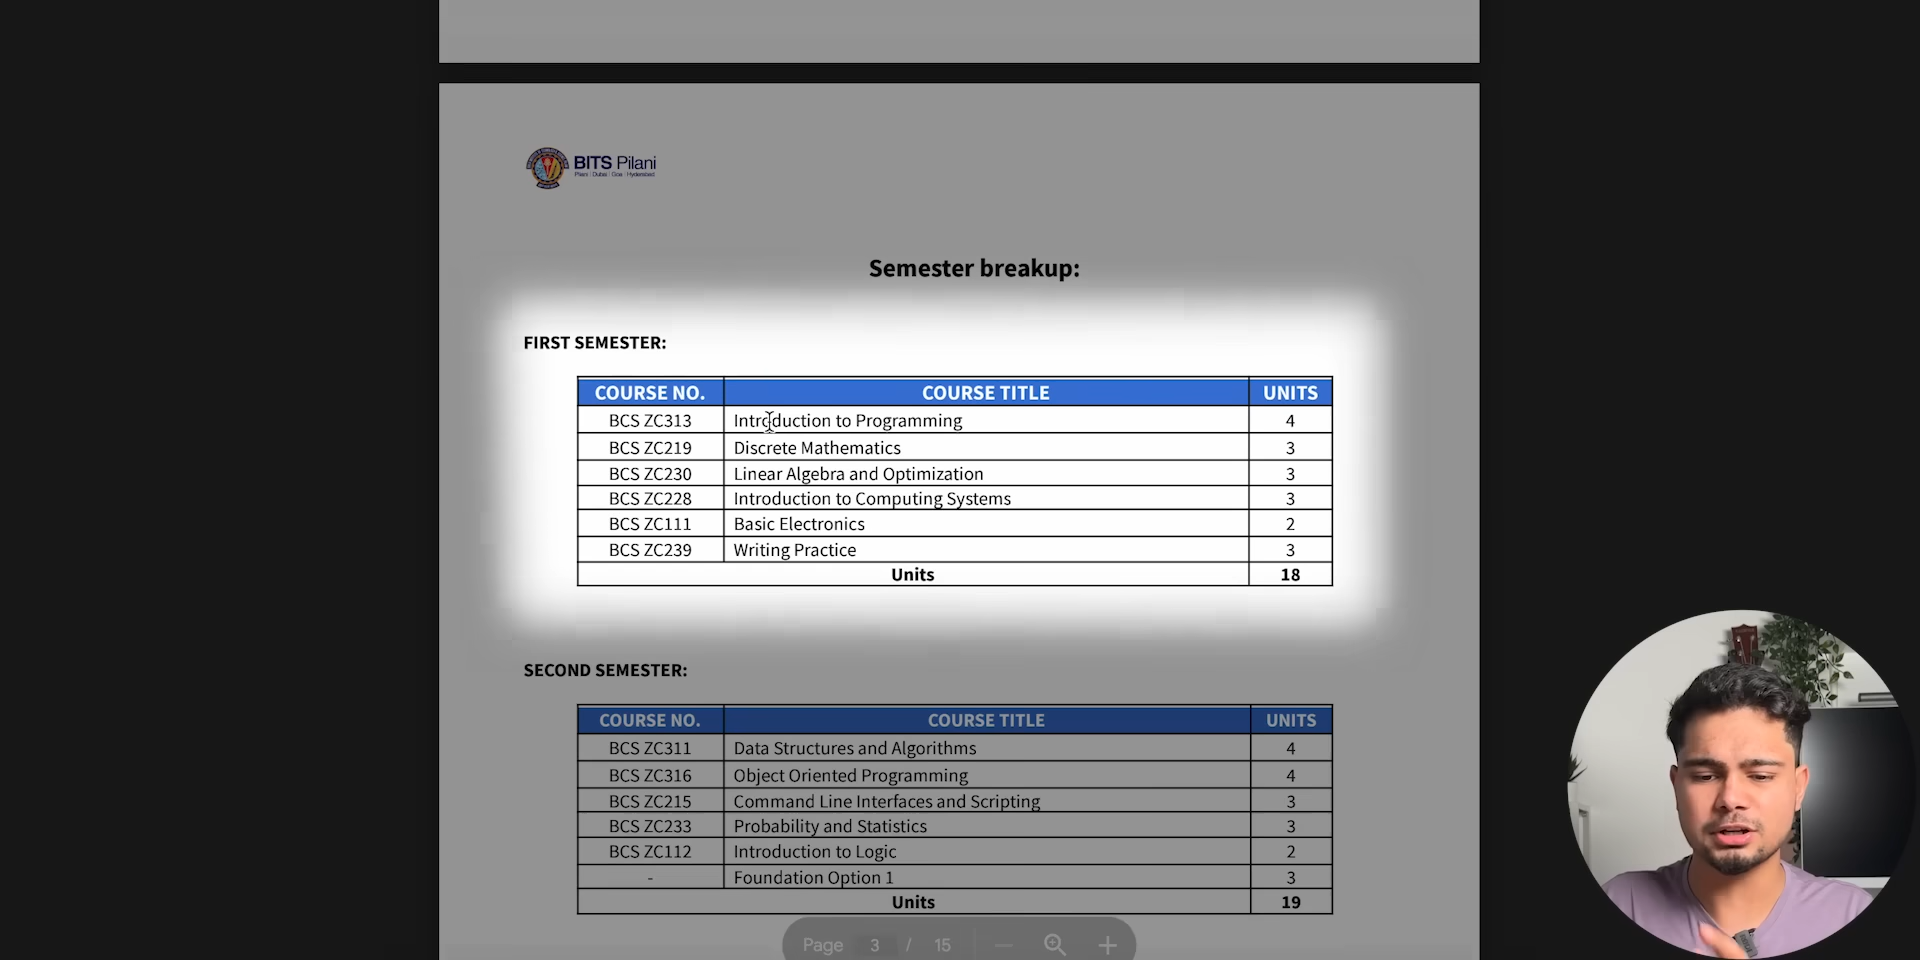 BITS Pilani
Pilani | Dubai | Goa | Hyderabad
Semester breakup:
FIRST SEMESTER:
COURSE NO. COURSE TITLE UNITS
BCS ZC313 Introduction to Programming 4
BCS ZC219 Discrete Mathematics 3
BCS ZC230 Linear Algebra and Optimization 3
BCS ZC228 Introduction to Computing Systems 3
BCS ZC111 Basic Electronics 2
BCS ZC239 Writing Practice 3
Units 18
SECOND SEMESTER:
COURSE NO. COURSE TITLE UNITS
BCS ZC311 Data Structures and Algorithms 4
BCS ZC316 Object Oriented Programming 4
BCS ZC215 Command Line Interfaces and Scripting 3
BCS ZC233 Probability and Statistics 3
BCS ZC112 Introduction to Logic 2
- Foundation Option 1 3
Units 19
Page 3 / 15